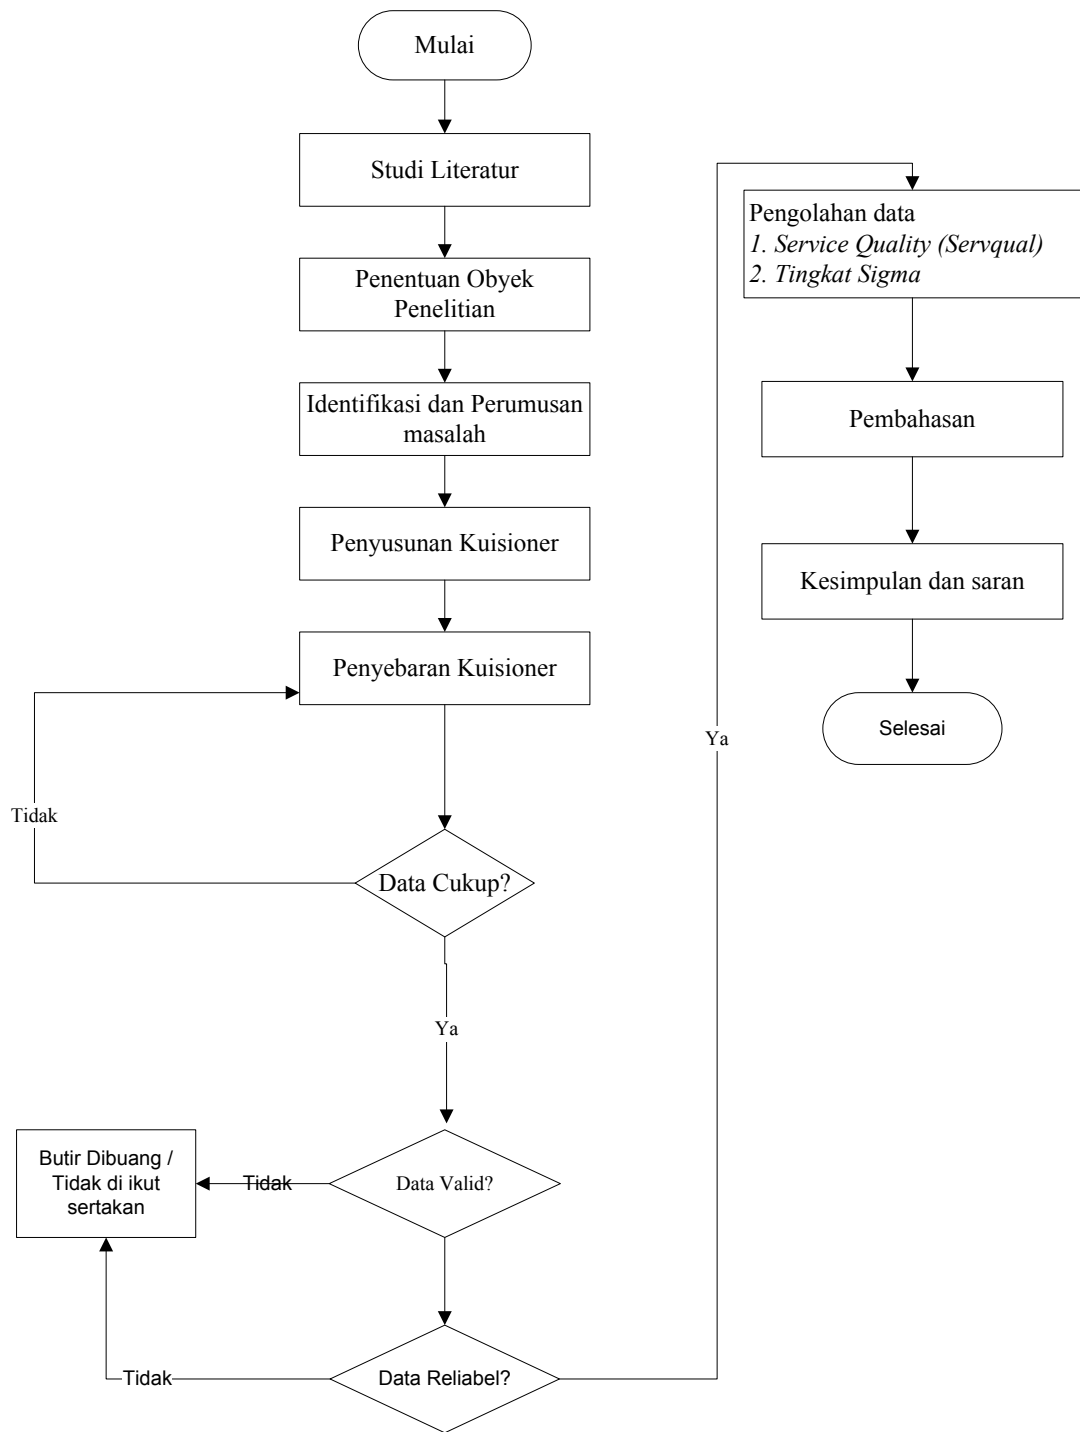 Mulai
Studi Literatur
Penentuan Obyek
Penelitian
Identifikasi dan Perumusan
masalah
Penyusunan Kuisioner
Penyebaran Kuisioner
Tidak
Data Cukup?
Ya
Butir Dibuang /
Tidak di ikut
sertakan
Tidak
Data Valid?
Tidak
Data Reliabel?
Ya
Pengolahan data
1. Service Quality (Servqual)
2. Tingkat Sigma
Pembahasan
Kesimpulan dan saran
Selesai